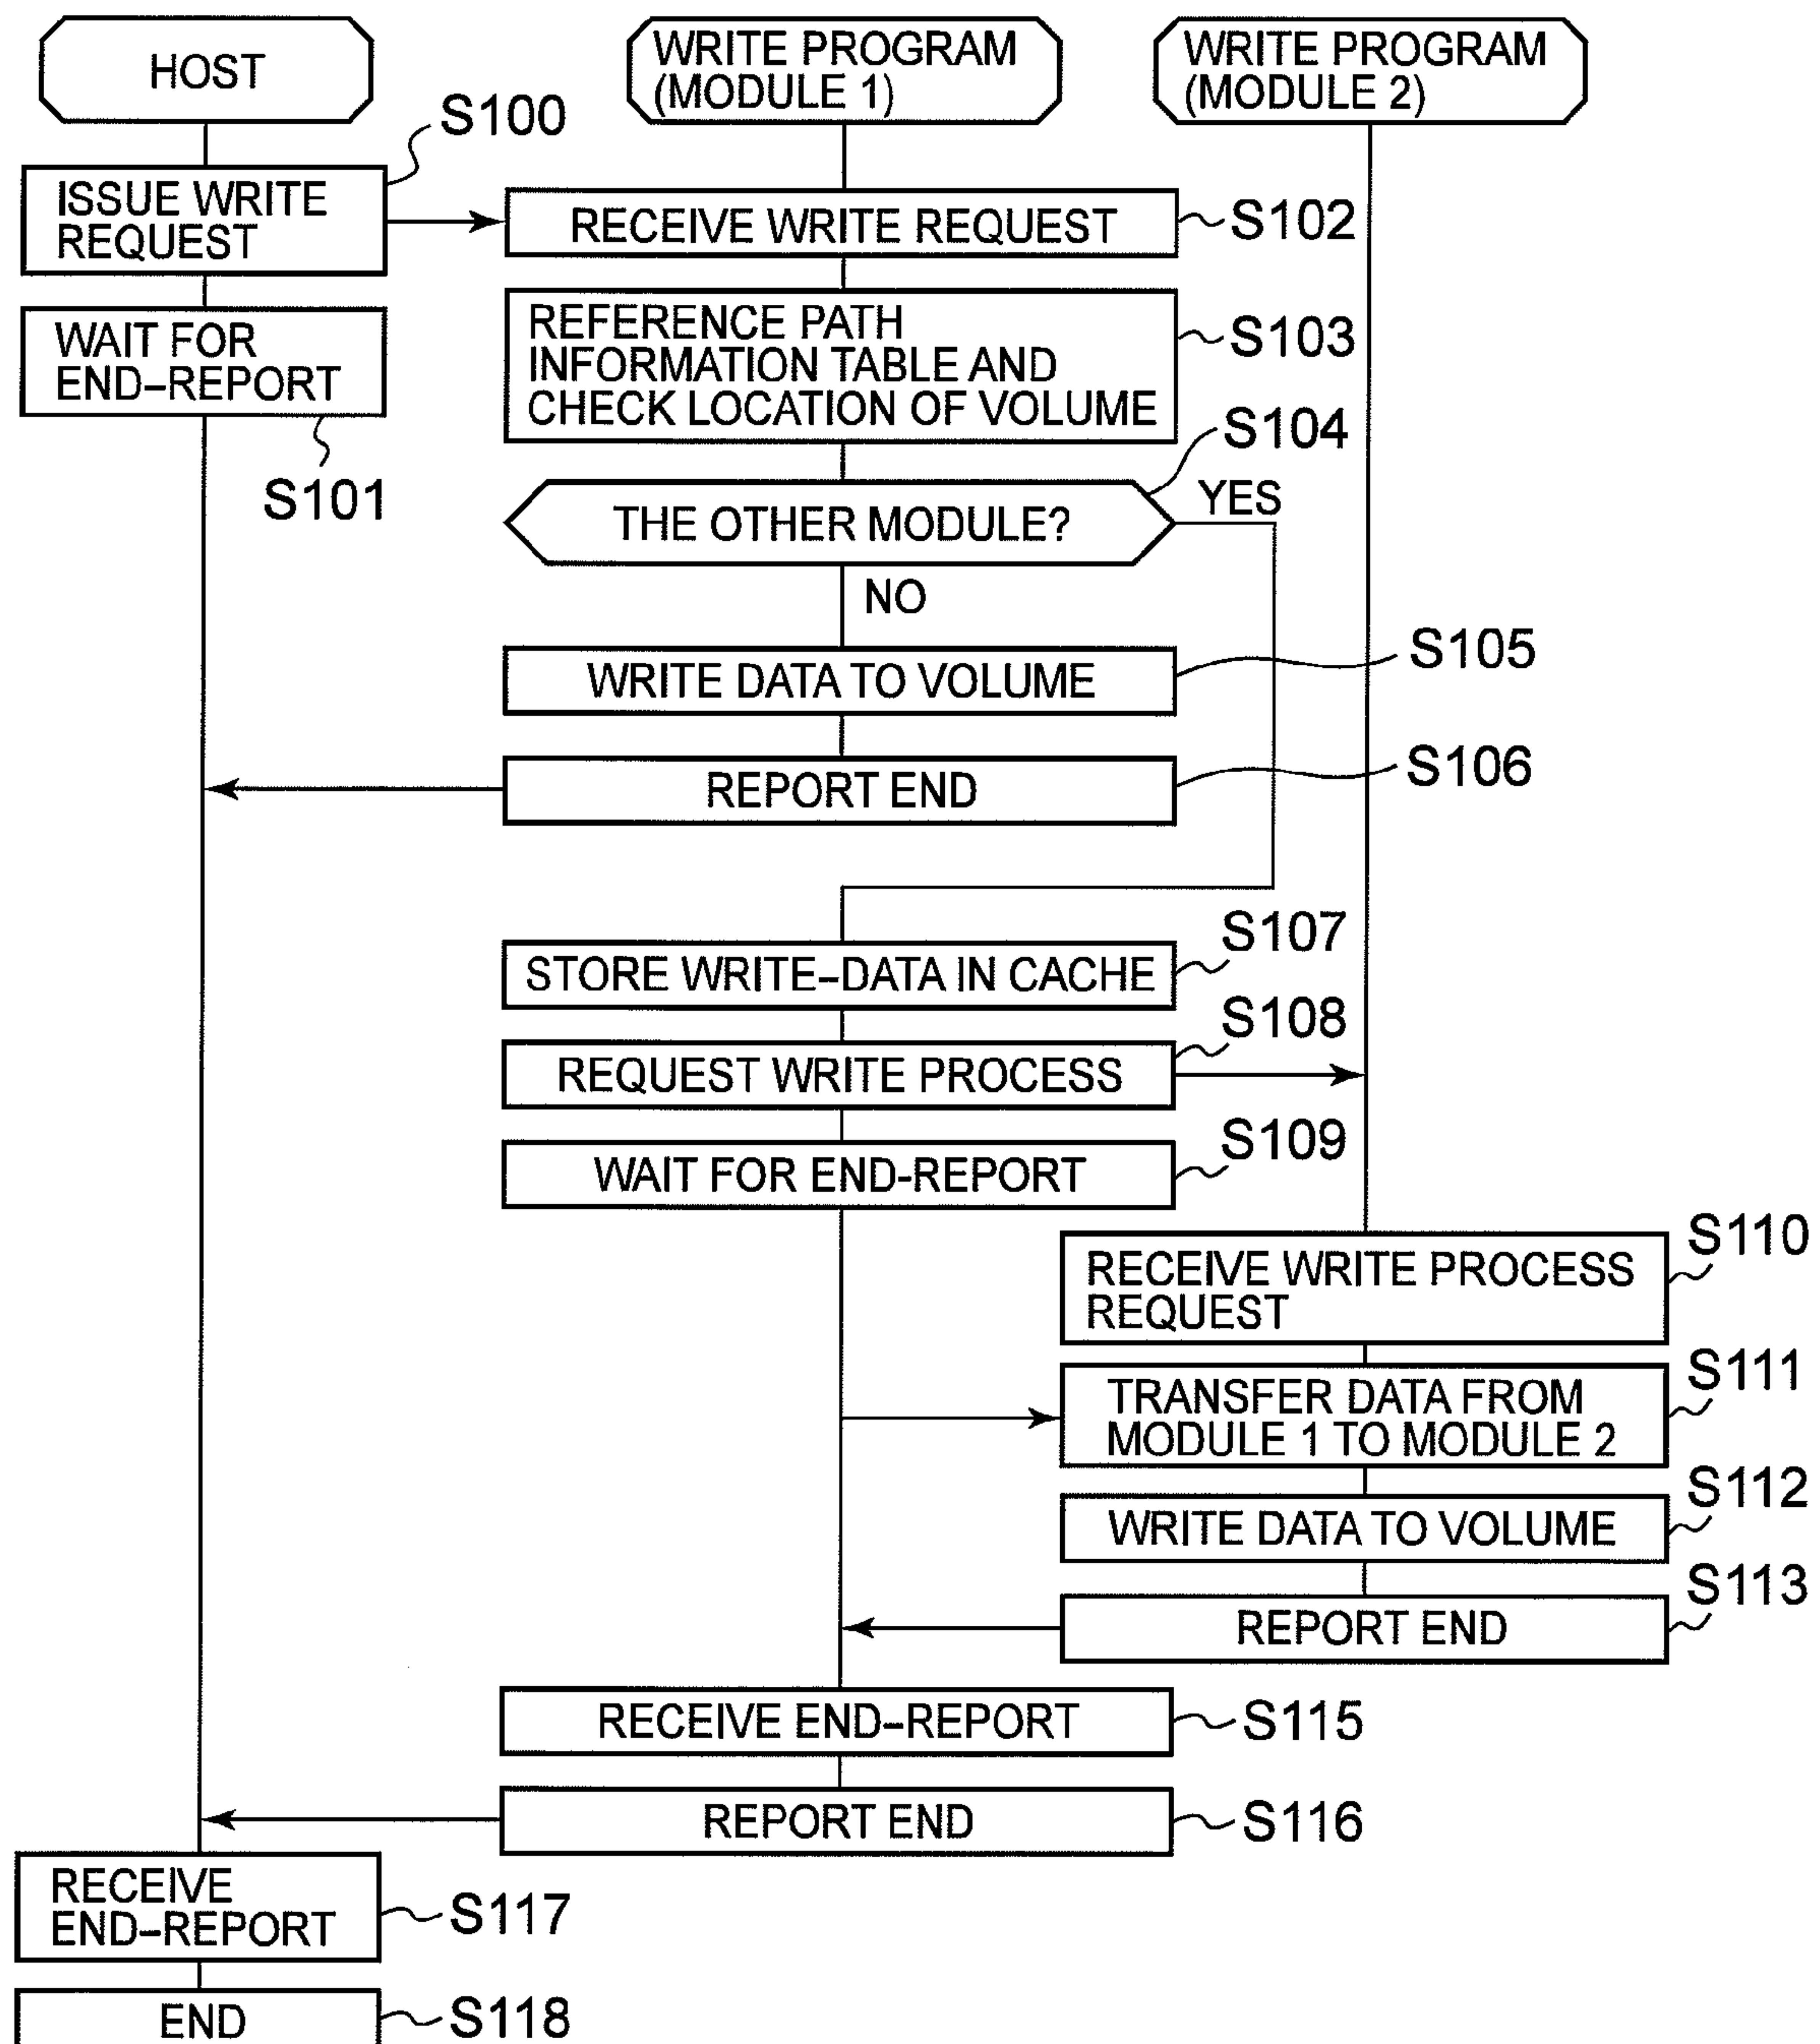 HOST
WRITE PROGRAM
(MODULE 1)
WRITE PROGRAM
(MODULE 2)
S100
ISSUE WRITE
REQUEST
RECEIVE WRITE REQUEST
S102
WAIT FOR
END-REPORT
S101
REFERENCE PATH
INFORMATION TABLE AND
CHECK LOCATION OF VOLUME
S103
S104
THE OTHER MODULE?
YES
NO
WRITE DATA TO VOLUME
S105
REPORT END
S106
STORE WRITE-DATA IN CACHE
S107
REQUEST WRITE PROCESS
S108
WAIT FOR END-REPORT
S109
RECEIVE WRITE PROCESS
REQUEST
S110
TRANSFER DATA FROM
MODULE 1 TO MODULE 2
S111
WRITE DATA TO VOLUME
S112
REPORT END
S113
RECEIVE END-REPORT
S115
REPORT END
S116
RECEIVE
END-REPORT
S117
END
S118